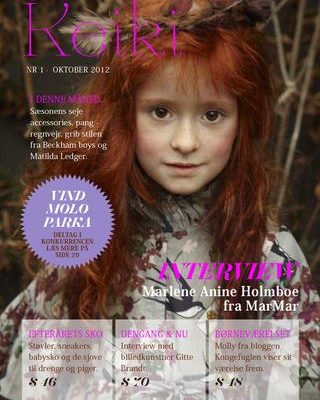 Keiki
NR 1 - OKTOBER 2012
I DENNE MÅNED...
Sæsonens seje
accessories, pang
regnvejr, grib stilen
fra Beckham boys og
Matilda Ledger.
VIND
MOLO
PARKA
DELTAG I
KONKURRENCEN
LÆS MERE PÅ
SIDE 29
INTERVIEW
Marlene Anine Holmboe
fra MarMar
EFTERÅRETS SKO
Støvler, sneakers,
babysko og de sjove
til drenge og piger.
S 46
DENGANG & NU
Interview med
billedkunstner Gitte
Brandt.
S 70
BØRNEVÆRELSET
Molly fra bloggen
Kongefuglen viser sit
værelse frem.
S 48